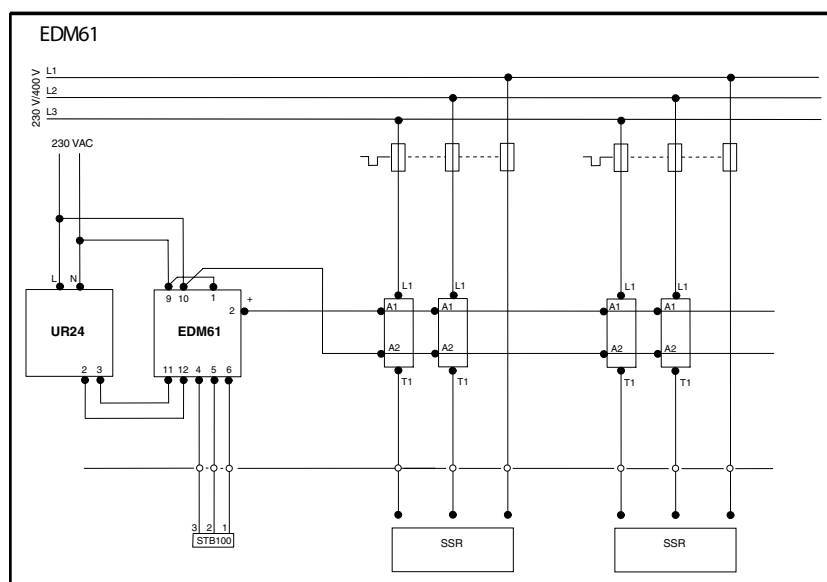 EDM61
230 V/400 V
L1
L2
L3
230 VAC
L N
L1 L1 L1 L1
9 10 1
2 +
A1 A1 A1 A1
UR24
EDM61
A2 A2 A2 A2
2 3
11 12 4 5 6
T1 T1 T1 T1
3 2 1
STB100
SSR SSR